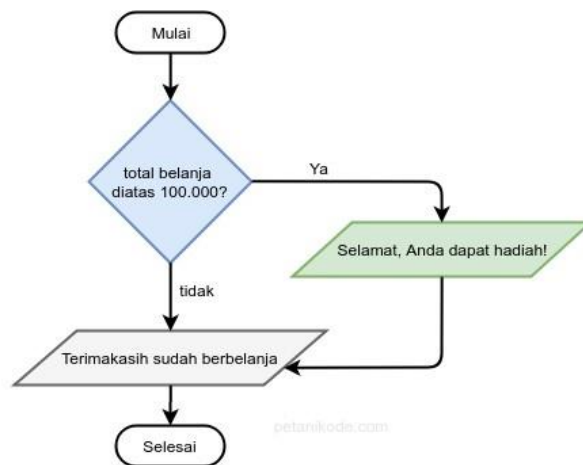 Mulai
total belanja
diatas 100.000?
Ya
Selamat, Anda dapat hadiah!
tidak
Terimakasih sudah berbelanja
petanikode.com
Selesai